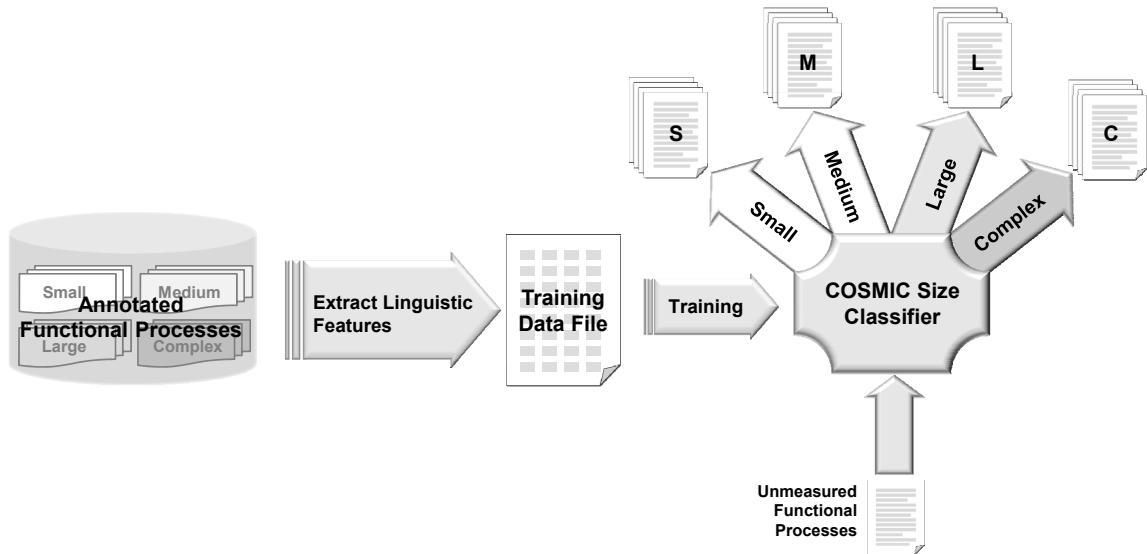 S
M
L
C
Small
Medium
Large
Complex
Small
Medium
Annotated
Functional Processes
Large
Complex
Extract Linguistic
Features
Training
Data File
Training
COSMIC Size
Classifier
Unmeasured
Functional
Processes